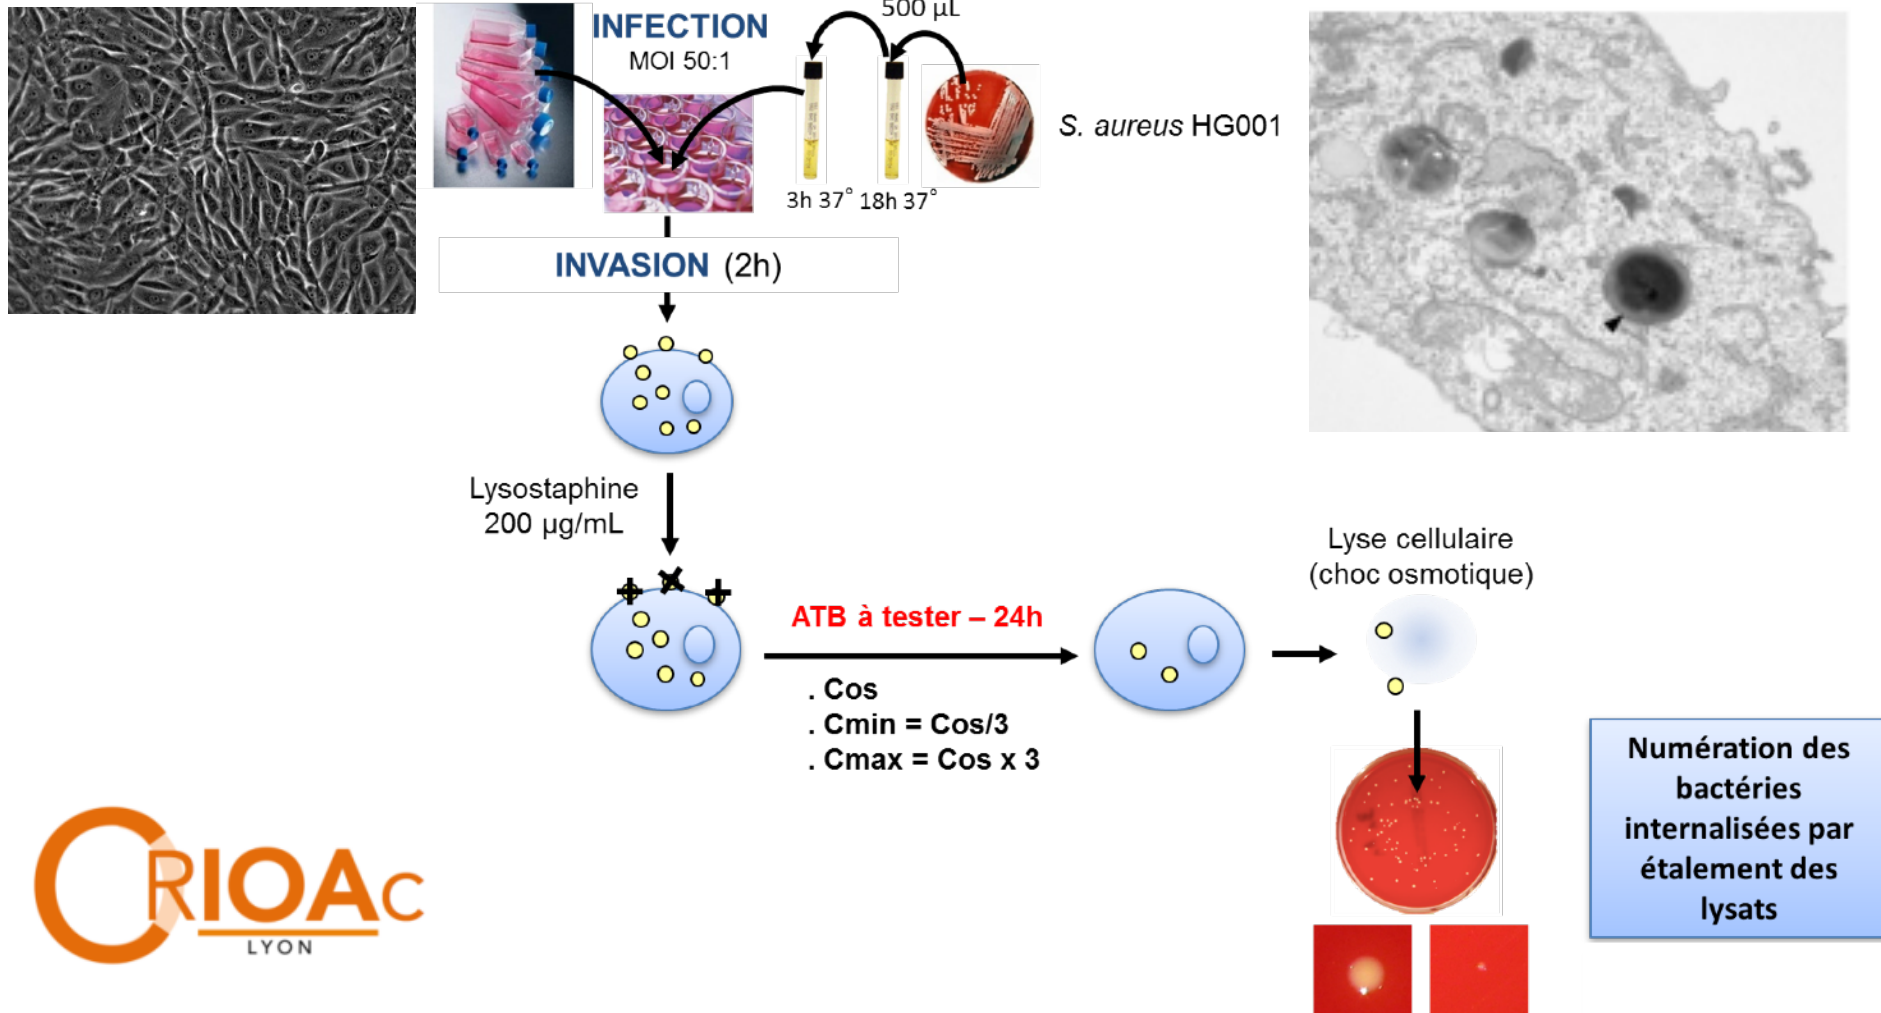 500 µL
INFECTION
MOI 50:1
S. aureus HG001
3h 37° 18h 37°
INVASION (2h)
Lysostaphine
200 µg/mL
ATB à tester – 24h
. Cos
. Cmin = Cos/3
. Cmax = Cos x 3
Lyse cellulaire
(choc osmotique)
Numération des
bactéries
internalisées par
étalement des
lysats
CRIOAc
LYON